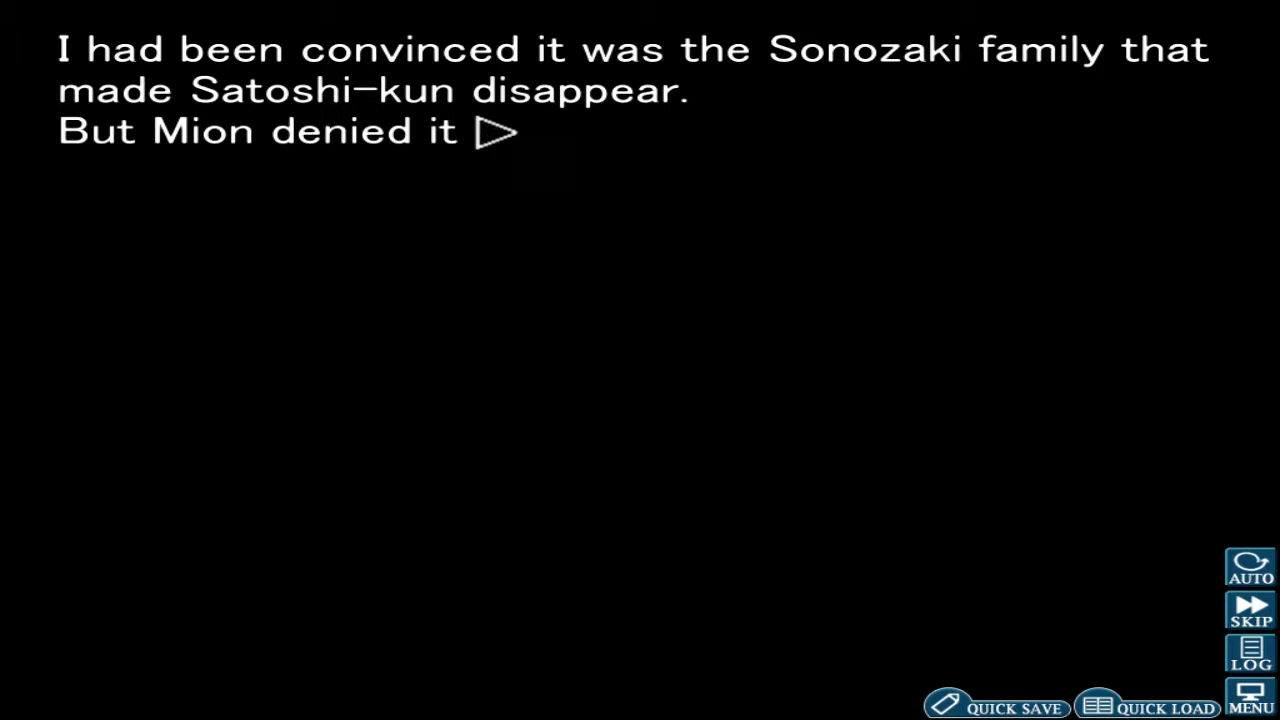 I had been convinced it was the Sonozaki family that
made Satoshi-kun disappear.
But Mion denied it
AUTO
SKIP
LOG
MENU
QUICK SAVE
QUICK LOAD